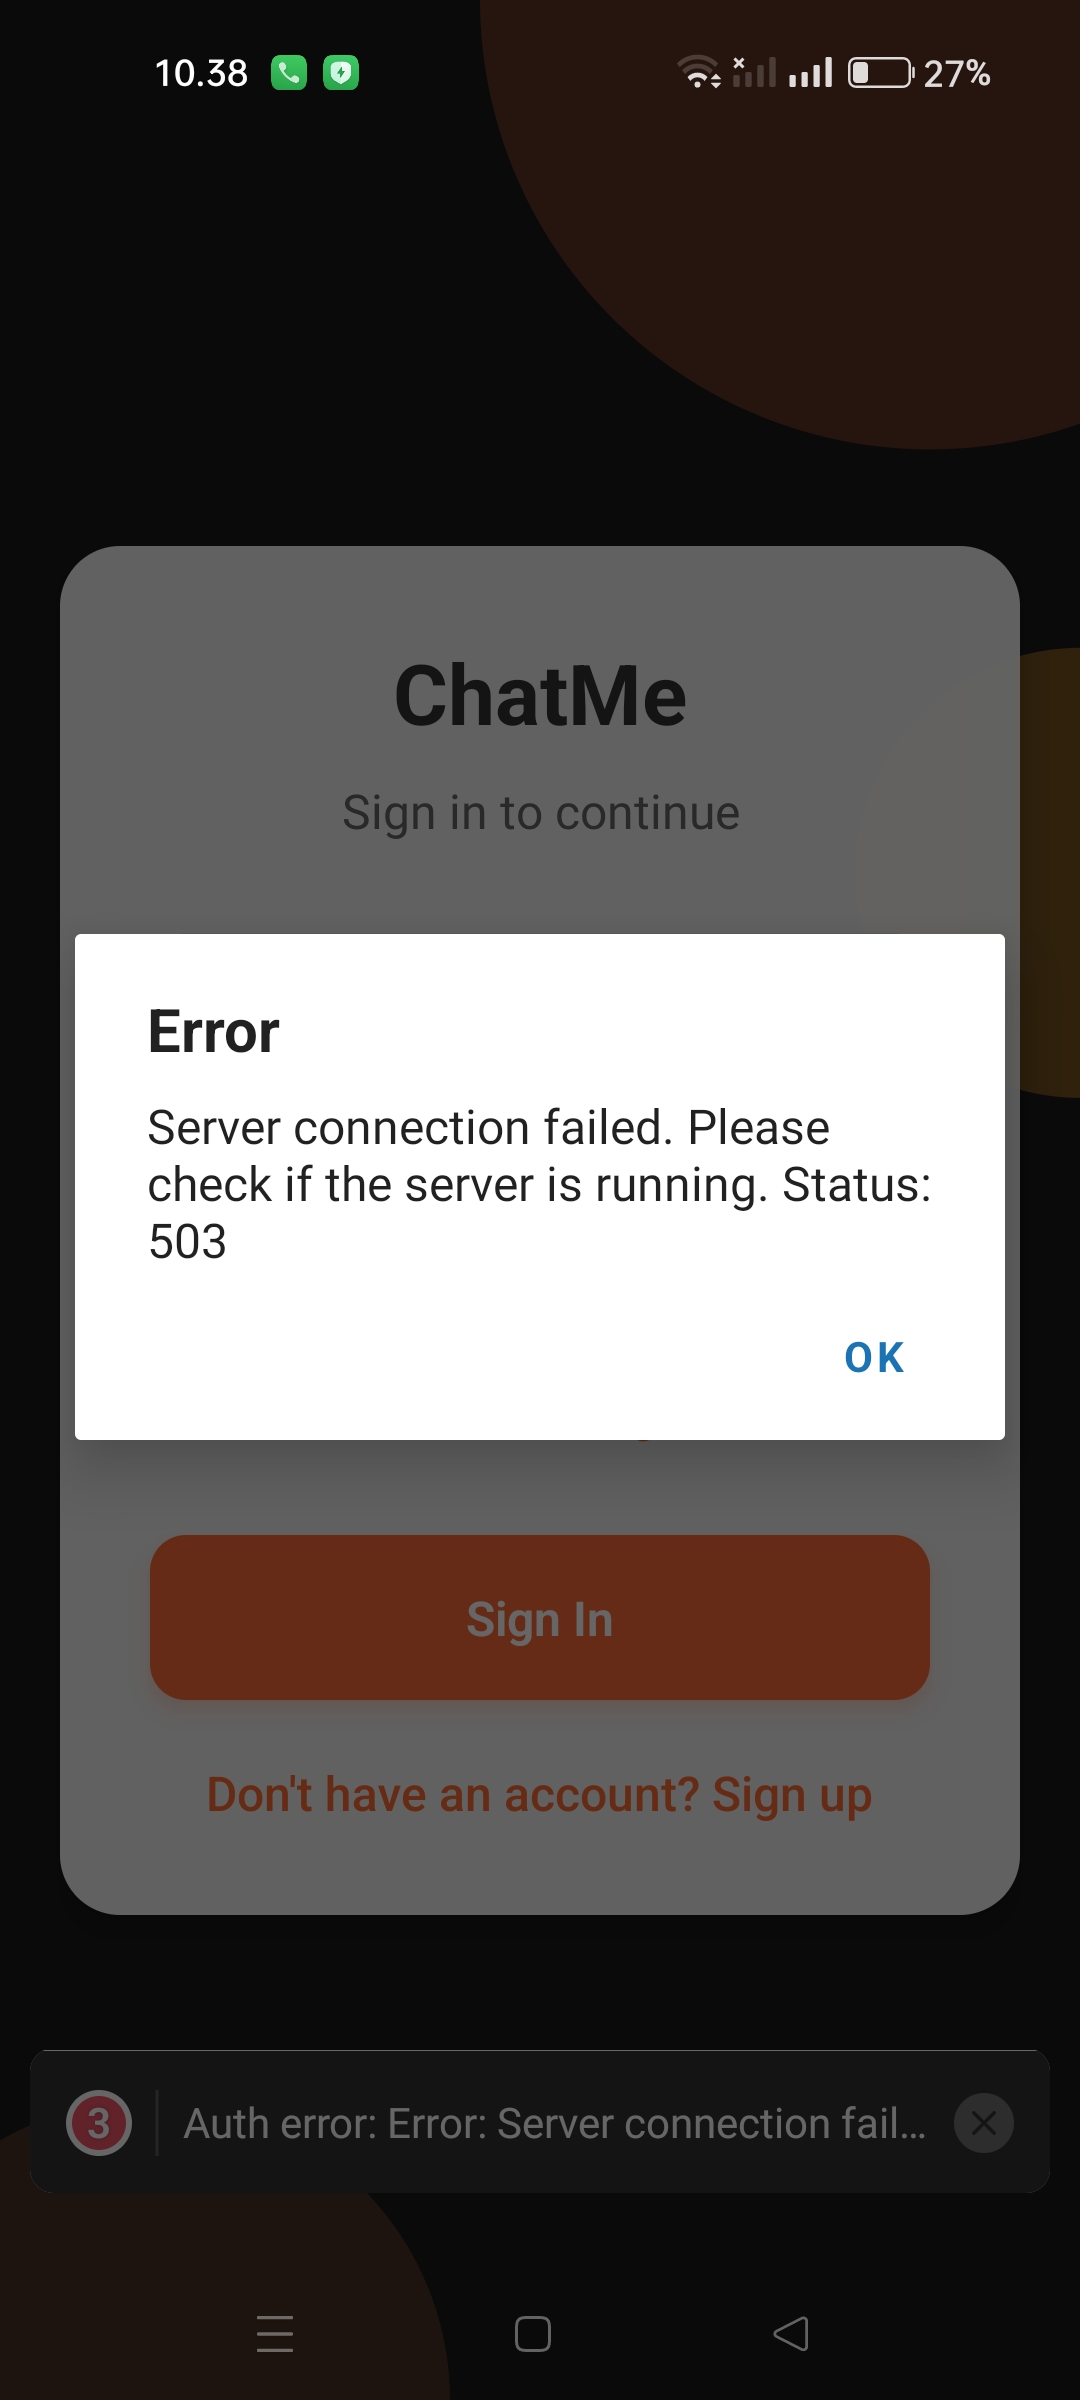 10.38
27%
ChatMe
Sign in to continue
Error
Server connection failed. Please
check if the server is running. Status:
503
OK
Sign In
Don't have an account? Sign up
3
Auth error: Error: Server connection fail...